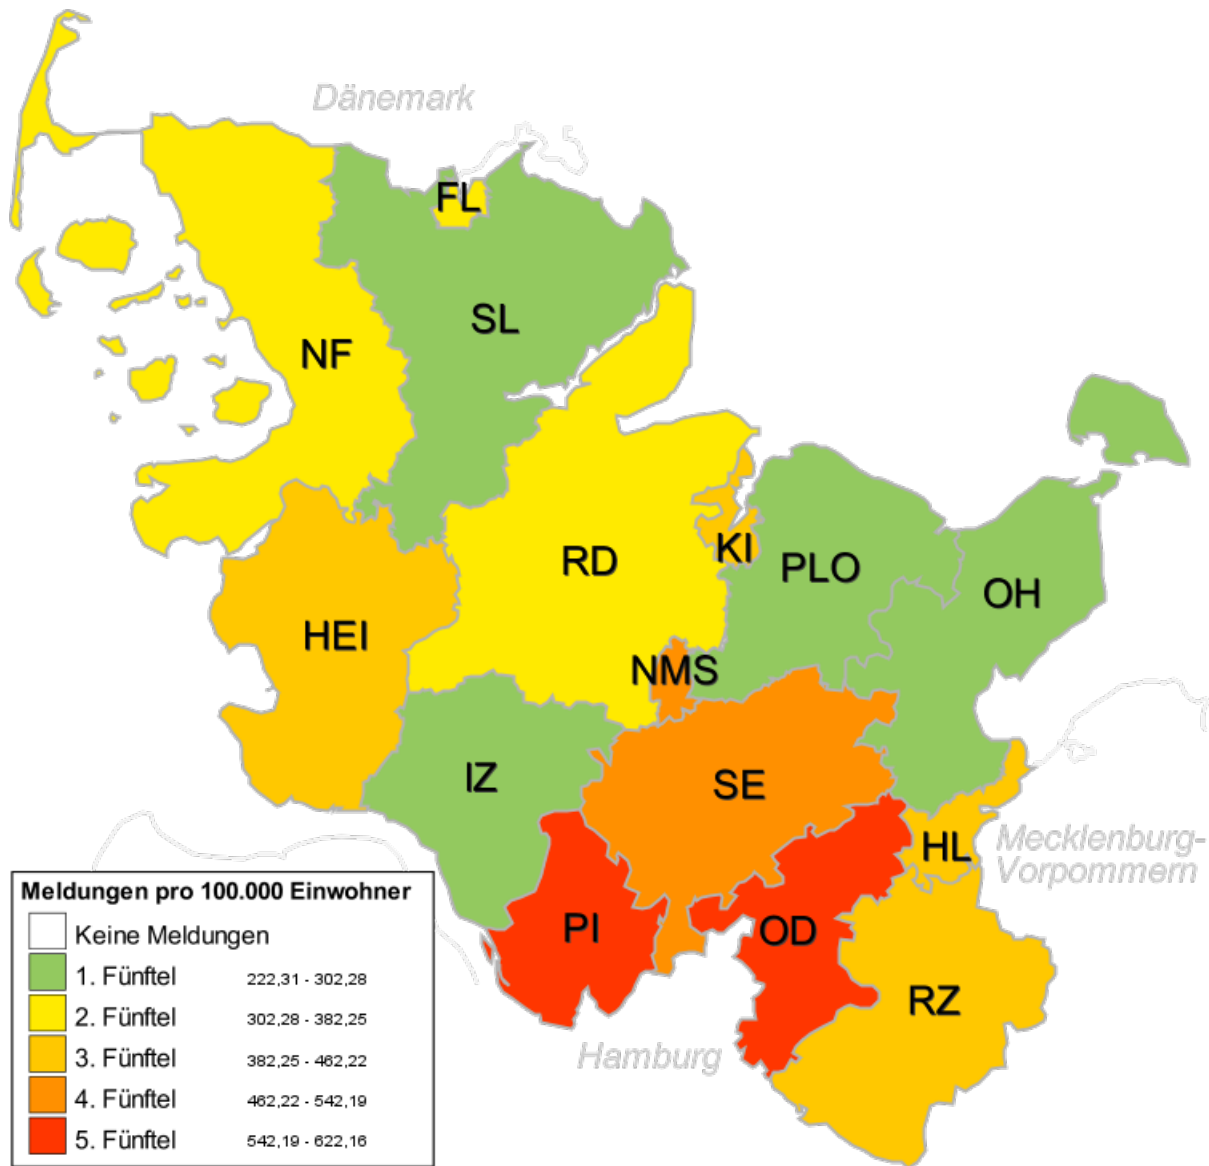 Dänemark
FL
SL
NF
RD
KI
PLO
OH
HEI
NMS
IZ
SE
HL
Mecklenburg-
Vorpommern
PI
OD
RZ
Hamburg
Meldungen pro 100.000 Einwohner
Keine Meldungen
1. Fünftel 222,31 - 302,28
2. Fünftel 302,28 - 382,25
3. Fünftel 382,25 - 462,22
4. Fünftel 462,22 - 542,19
5. Fünftel 542,19 - 622,16